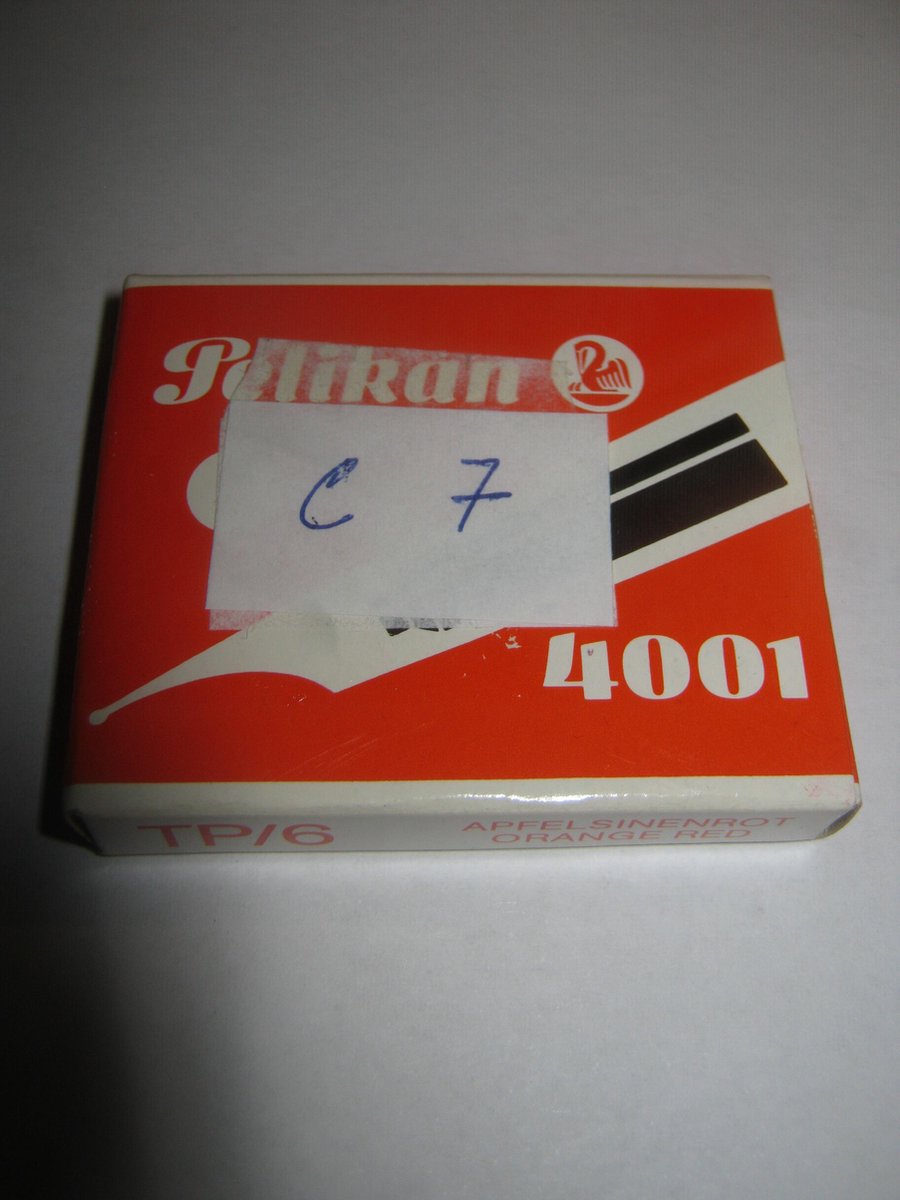 Pelikan
C 7
4001
TP/6
APFELSINENROT
ORANGE RED